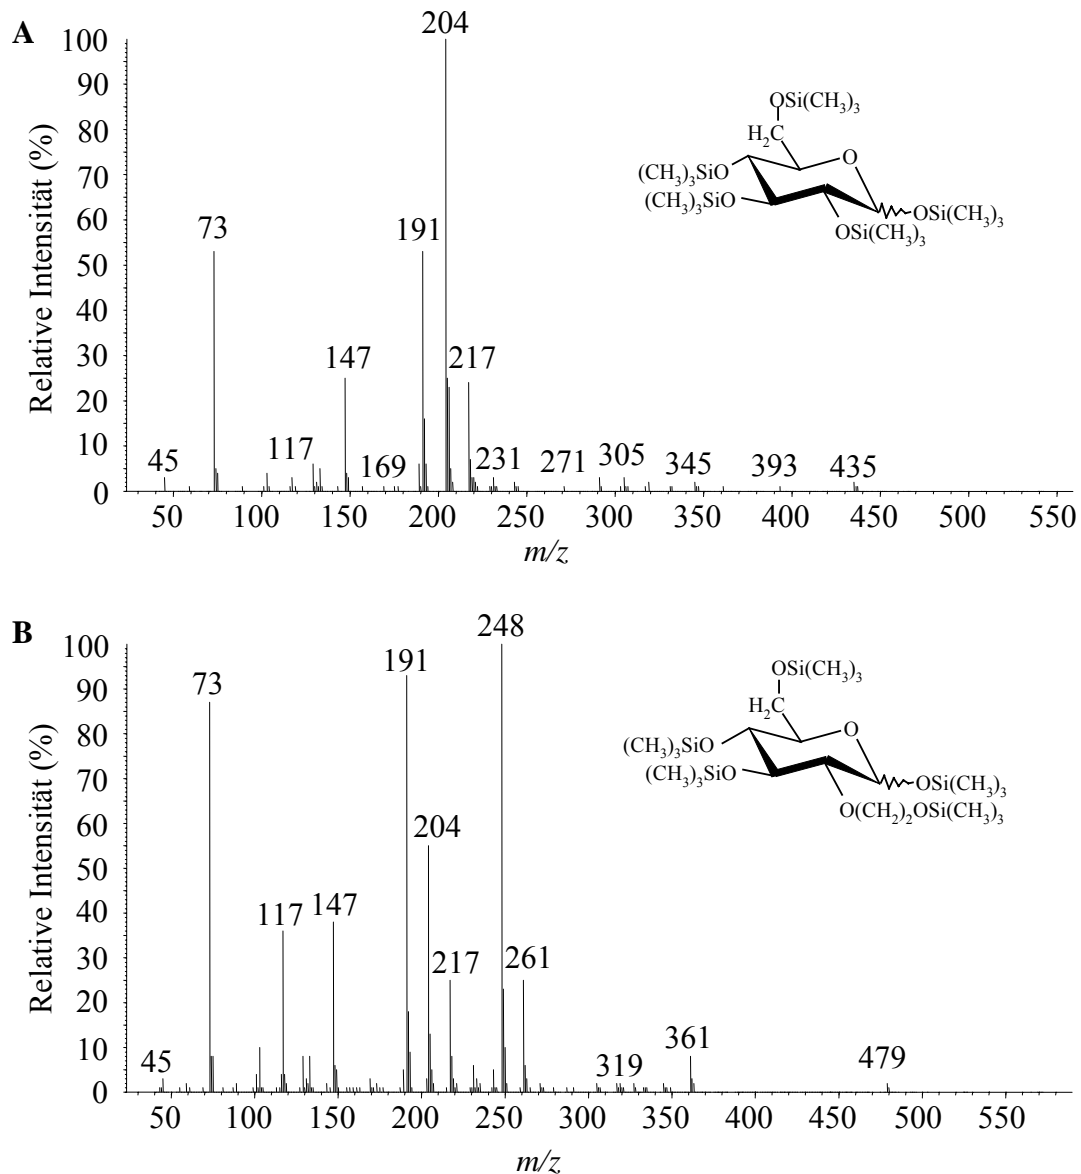 A
204
100
90
80
70
60
50
40
30
20
10
0
Relative Intensität (%)
73
191
147
217
45
117
169
231
271
305
345
393
435
OSi(CH3)3
H2C
O
(CH3)3SiO
(CH3)3SiO
OSi(CH3)3
OSi(CH3)3
50 100 150 200 250 300 350 400 450 500 550
m/z
B
248
100
90
80
70
60
50
40
30
20
10
0
Relative Intensität (%)
191
73
204
117
147
217
261
45
319
361
479
OSi(CH3)3
H2C
O
(CH3)3SiO
(CH3)3SiO
OSi(CH3)3
O(CH2)2OSi(CH3)3
50 100 150 200 250 300 350 400 450 500 550
m/z